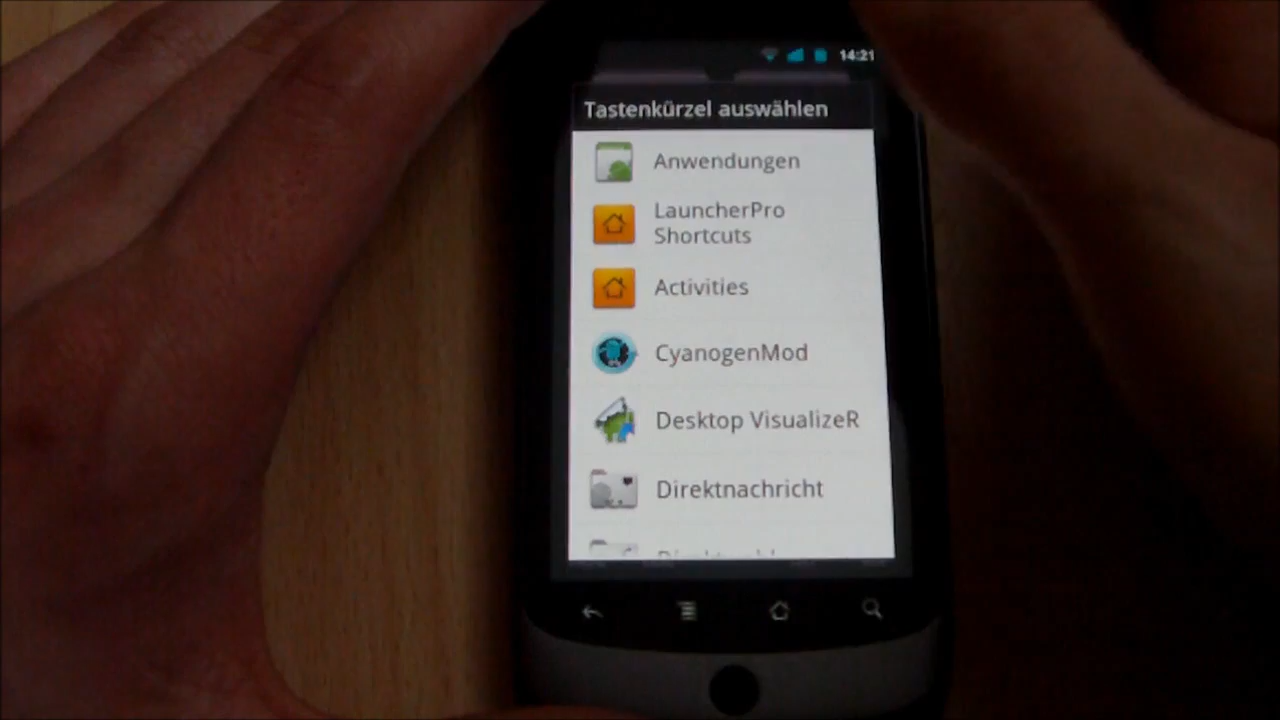 14:21
Tastenkürzel auswählen
Anwendungen
LauncherPro
Shortcuts
Activities
CyanogenMod
Desktop VisualizeR
Direktnachricht